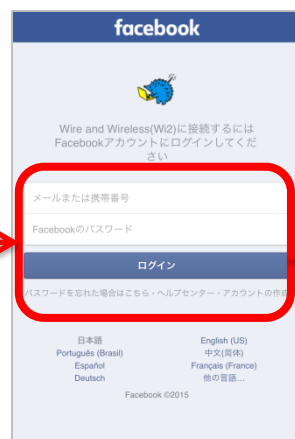 facebook
Wire and Wireless(Wi2)に接続するには
Facebookアカウントにログインしてくだ
さい
メールまたは携帯番号
Facebookのパスワード
ログイン
パスワードを忘れた場合はこちら・ヘルプセンター・アカウントの作成
日本語 English (US)
Português (Brasil) 中文(简体)
Español Français (France)
Deutsch 他の言語...
Facebook ©2015